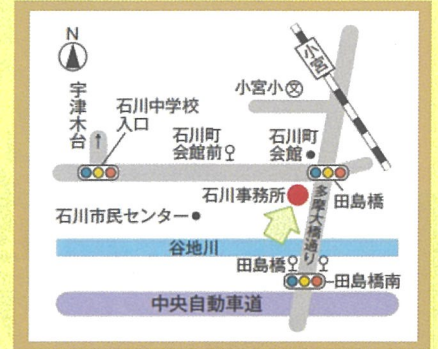 N
小宮
宇津木台
石川中学校
入口
小宮小
文
石川町
会館前
石川町
会館
石川事務所
多摩大橋通り
田島橋
石川市民センター
谷地川
田島橋
田島橋南
中央自動車道